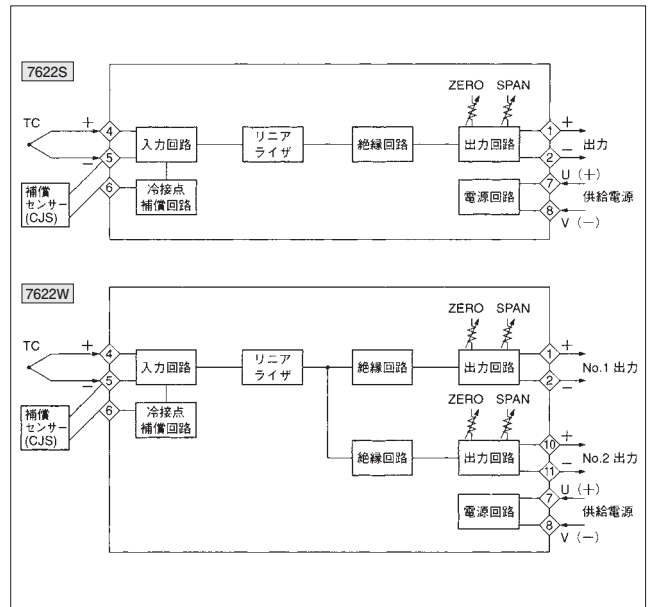 7622S
ZERO SPAN
TC
+
4
入力回路
リニア
ライザ
絶縁回路
出力回路
1
+
出力
−
5
2
−
補償
センサー
(CJS)
6
冷接点
補償回路
電源回路
7
U (+)
供給電源
8
V (−)
7622W
ZERO SPAN
TC
+
4
入力回路
リニア
ライザ
絶縁回路
出力回路
1
+
No.1 出力
−
5
2
−
補償
センサー
(CJS)
6
冷接点
補償回路
ZERO SPAN
絶縁回路
出力回路
10
+
No.2 出力
11
−
電源回路
7
U (+)
供給電源
8
V (−)